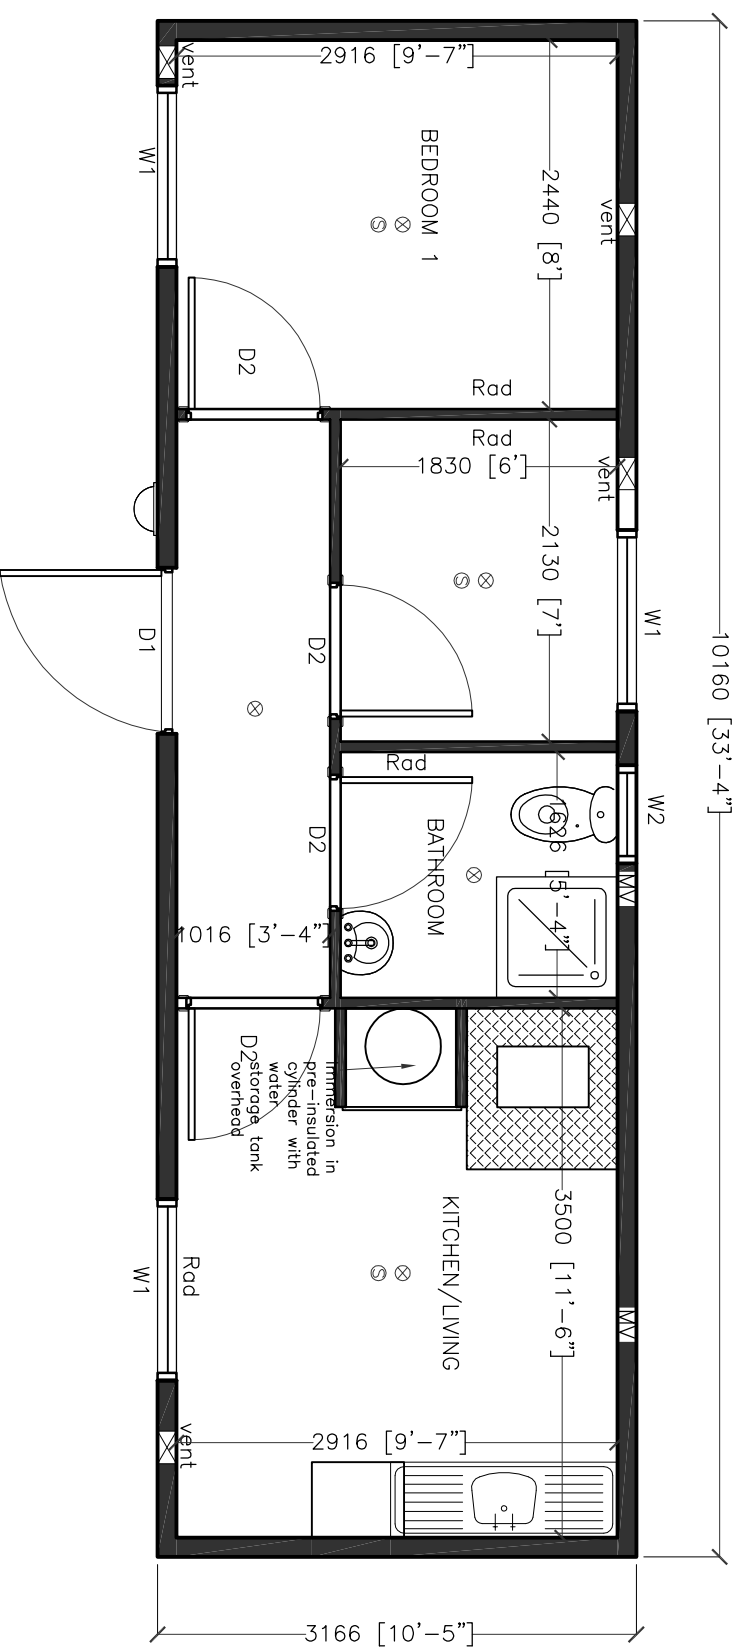 2916 [9'-7"]
vent
W1
BEDROOM 1
S
2440 [8']
vent
D2
Rad
Rad
1830 [6']
vent
2130 [7']
S
W1
D1
D2
10160 [33'-4"]
Rad
W2
1626 [5'-4"]
D2
BATHROOM
MV
1016 [3'-4"]
D2
Immersion in
pre-insulated
cylinder with
water
storage tank
overhead
3500 [11'-6"]
KITCHEN/LIVING
S
Rad
W1
MV
vent
2916 [9'-7"]
3166 [10'-5"]